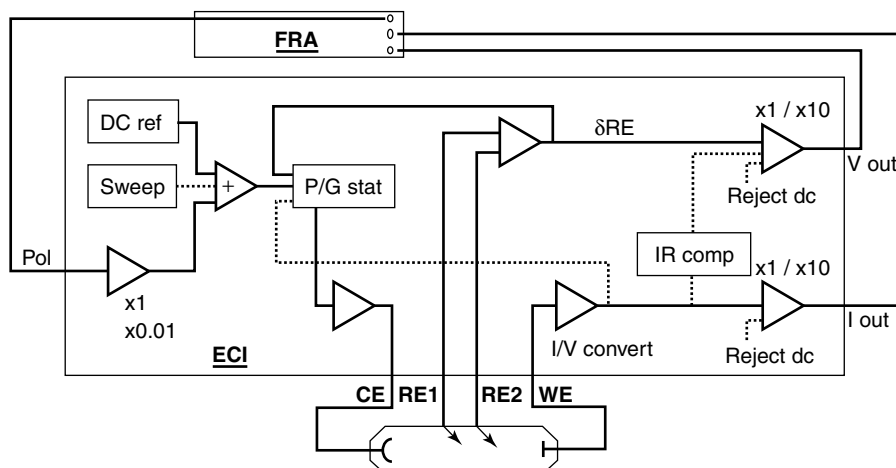 FRA
x1 / x10
DC ref
δRE
Sweep
+
P/G stat
V out
Reject dc
Pol
IR comp
x1 / x10
x1
x0.01
I/V convert
I out
Reject dc
ECI
CE RE1 RE2 WE